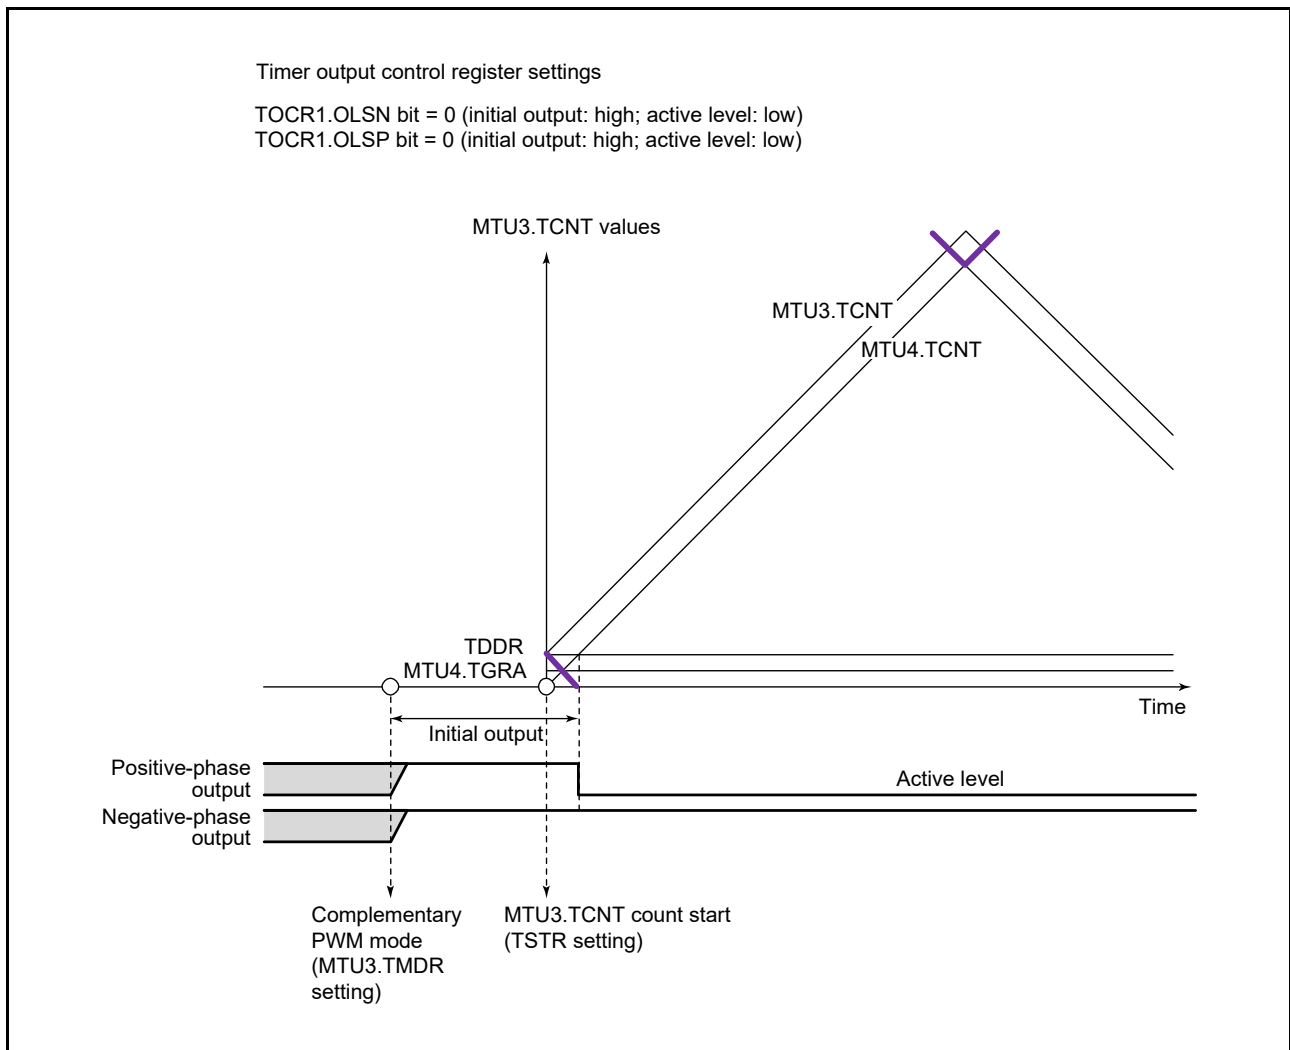 Timer output control register settings
TOCR1.OLSN bit = 0 (initial output: high; active level: low)
TOCR1.OLSP bit = 0 (initial output: high; active level: low)
MTU3.TCNT values
MTU3.TCNT
MTU4.TCNT
TDDR
MTU4.TGRA
Time
Initial output
Positive-phase
output
Active level
Negative-phase
output
Complementary
PWM mode
(MTU3.TMDR
setting)
MTU3.TCNT count start
(TSTR setting)